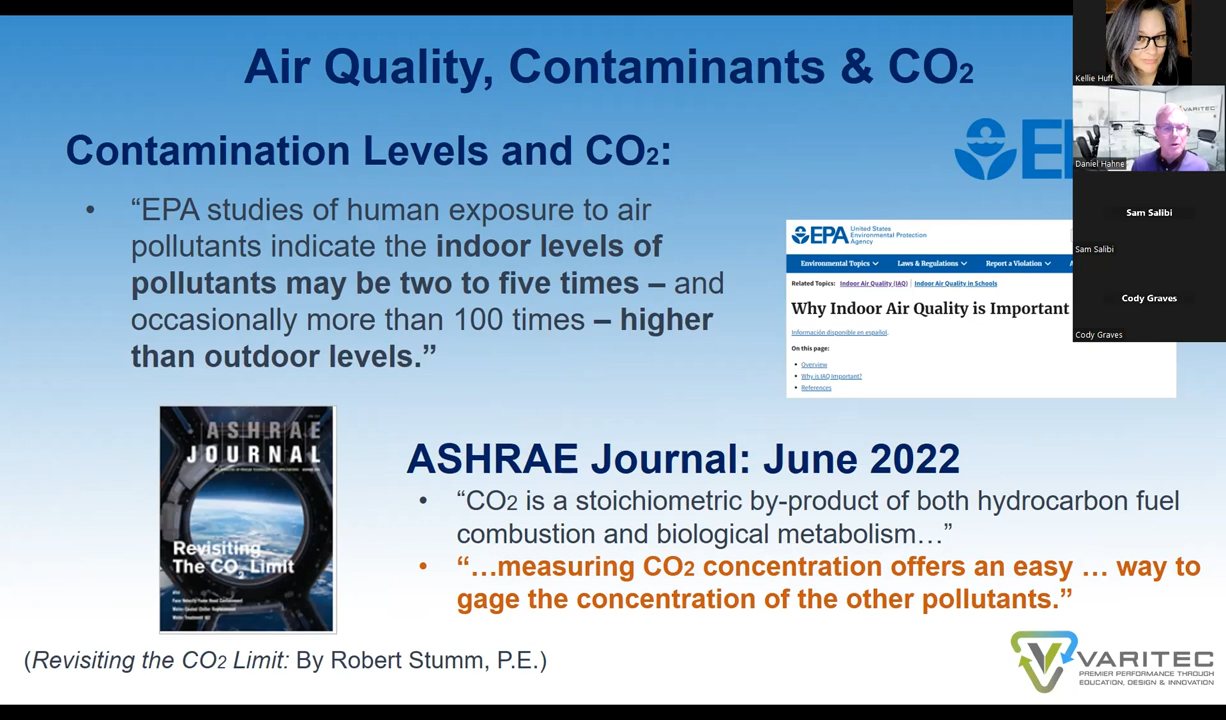 Air Quality, Contaminants & CO2
Contamination Levels and CO2:
• “EPA studies of human exposure to air
pollutants indicate the indoor levels of
pollutants may be two to five times – and
occasionally more than 100 times – higher
than outdoor levels.”
EPA United States
Environmental Protection
Agency
Environmental Topics
Laws & Regulations
Report a Violation
Related Topics: Indoor Air Quality (IAQ) | Indoor Air Quality in Schools
Why Indoor Air Quality is Important
Información disponible en español.
On this page:
• Overview
• Why is IAQ Important?
• References
Kellie Huff
VARITEC
Daniel Hahne
Sam Salibi
Sam Salibi
Cody Graves
Cody Graves
ASHRAE
JOURNAL
Revisiting
The CO2 Limit
ASHRAE Journal: June 2022
• “CO2 is a stoichiometric by-product of both hydrocarbon fuel
combustion and biological metabolism…”
• “…measuring CO2 concentration offers an easy … way to
gage the concentration of the other pollutants.”
(Revisiting the CO2 Limit: By Robert Stumm, P.E.)
VARITEC
PREMIER PERFORMANCE THROUGH
EDUCATION, DESIGN & INNOVATION